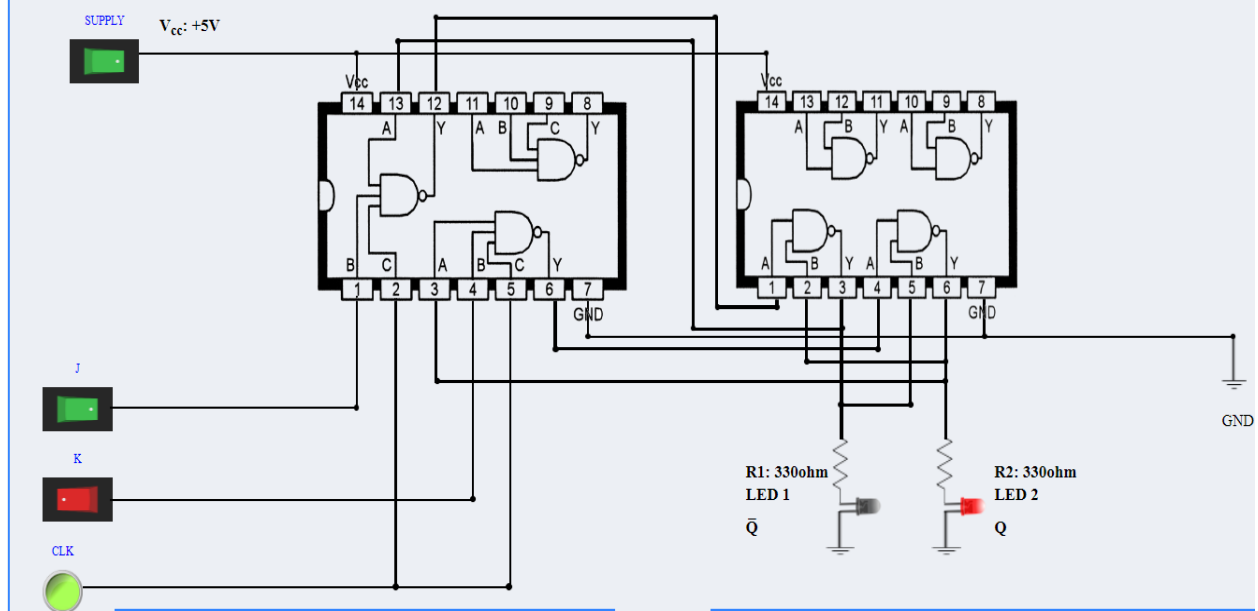 SUPPLY
V_cc: +5V
Vcc
14 13 12 11 10 9 8
A Y A B C Y
B C A B C Y
1 2 3 4 5 6 7
GND
Vcc
14 13 12 11 10 9 8
A B Y A B Y
A B Y A B Y
1 2 3 4 5 6 7
GND
J
K
CLK
R1: 330ohm
LED 1
Q̅
R2: 330ohm
LED 2
Q
GND